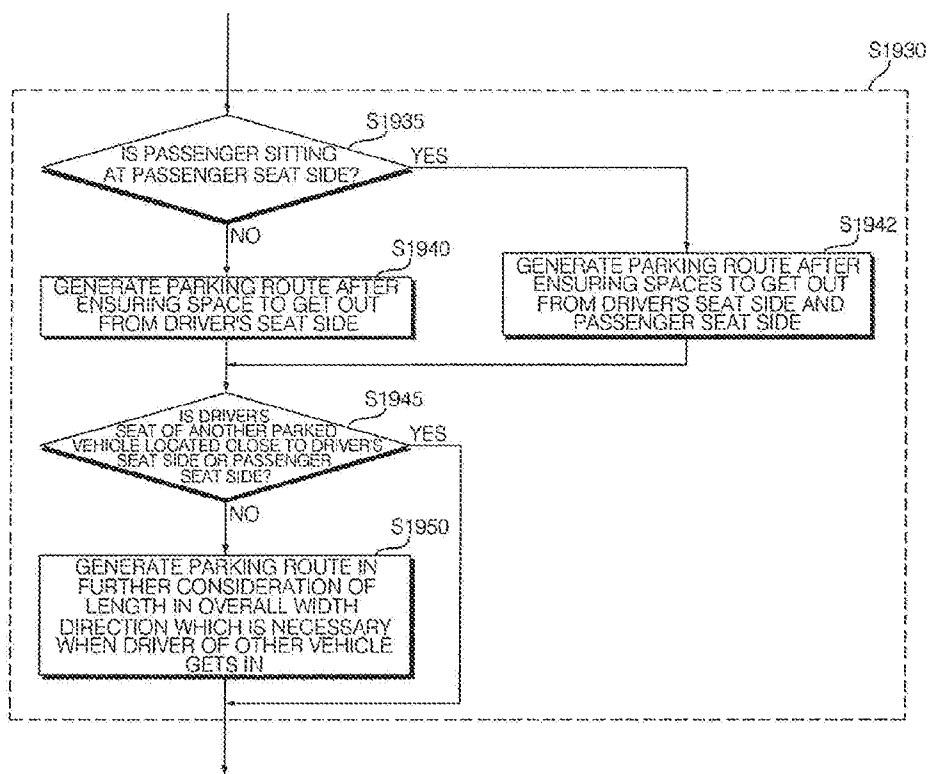 S1930
S1935
IS PASSENGER SITTING
AT PASSENGER SEAT SIDE?
YES
NO
S1940
GENERATE PARKING ROUTE AFTER
ENSURING SPACE TO GET OUT
FROM DRIVER'S SEAT SIDE
S1942
GENERATE PARKING ROUTE AFTER
ENSURING SPACES TO GET OUT
FROM DRIVER'S SEAT SIDE AND
PASSENGER SEAT SIDE
S1945
IS DRIVER'S
SEAT OF ANOTHER PARKED
VEHICLE LOCATED CLOSE TO DRIVER'S
SEAT SIDE OR PASSENGER
SEAT SIDE?
YES
NO
S1950
GENERATE PARKING ROUTE IN
FURTHER CONSIDERATION OF
LENGTH IN OVERALL WIDTH
DIRECTION WHICH IS NECESSARY
WHEN DRIVER OF OTHER VEHICLE
GETS IN